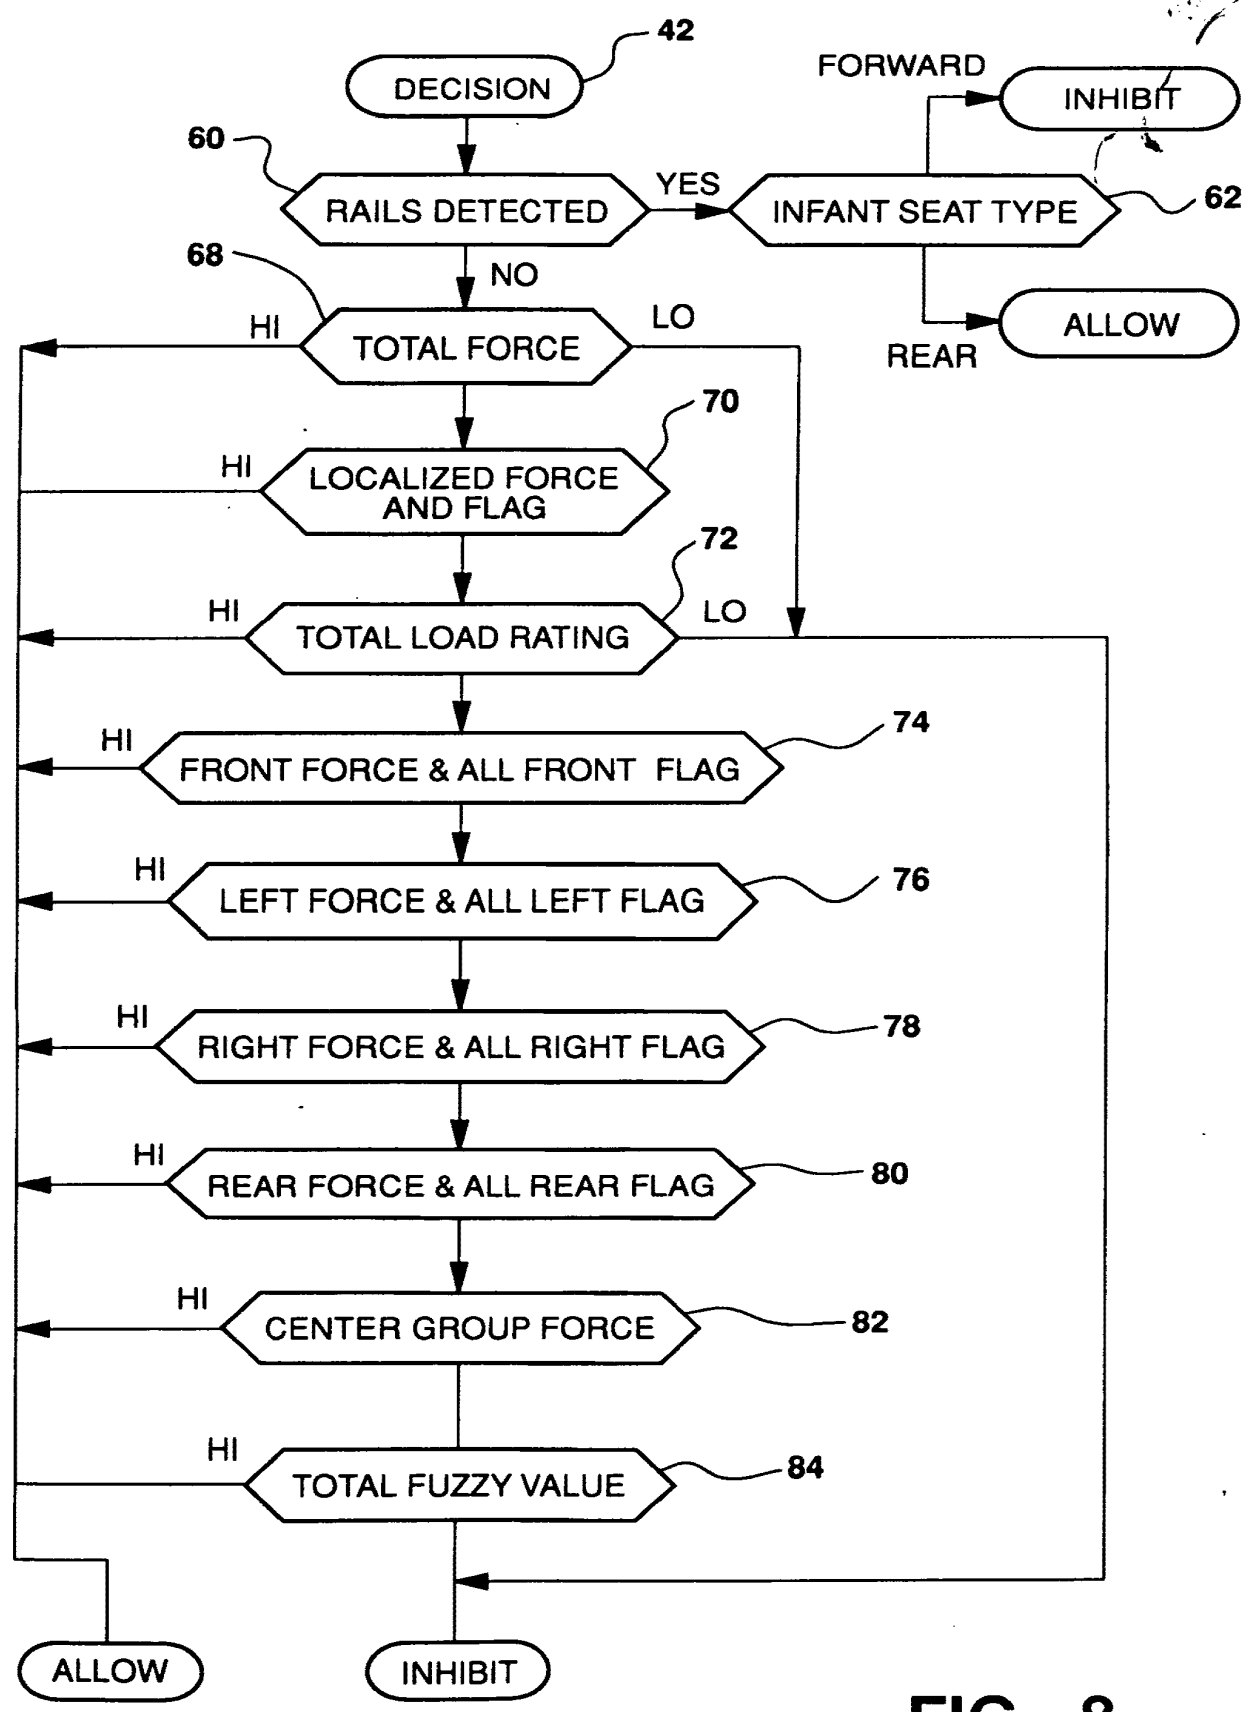 42
DECISION
FORWARD
INHIBIT
60
YES
RAILS DETECTED
INFANT SEAT TYPE
62
68
NO
HI
LO
TOTAL FORCE
ALLOW
REAR
70
HI
LOCALIZED FORCE
AND FLAG
72
HI
LO
TOTAL LOAD RATING
74
HI
FRONT FORCE & ALL FRONT FLAG
HI
76
LEFT FORCE & ALL LEFT FLAG
HI
78
RIGHT FORCE & ALL RIGHT FLAG
HI
80
REAR FORCE & ALL REAR FLAG
HI
82
CENTER GROUP FORCE
HI
84
TOTAL FUZZY VALUE
ALLOW
INHIBIT
FIG 8